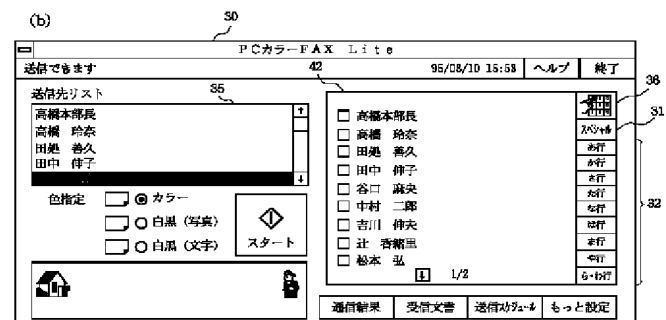 (b)
30
PCカラーFAX Lite
送信できます
42
95/08/10 15:53
ヘルプ
終了
送信先リスト
35
36
31
32
高橋本部長
高橋 玲奈
田処 善久
田中 伸子
色指定
カラー
白黒 (写真)
白黒 (文字)
スタート
高橋本部長
高橋 玲奈
田処 善久
田中 伸子
谷口 麻央
中村 二郎
吉川 伸夫
辻 香緒里
松本 弘
1/2
スペシャル
あ行
か行
さ行
た行
な行
は行
ま行
や行
ら・わ行
通信結果
受信文書
送信スケジュール
もっと設定